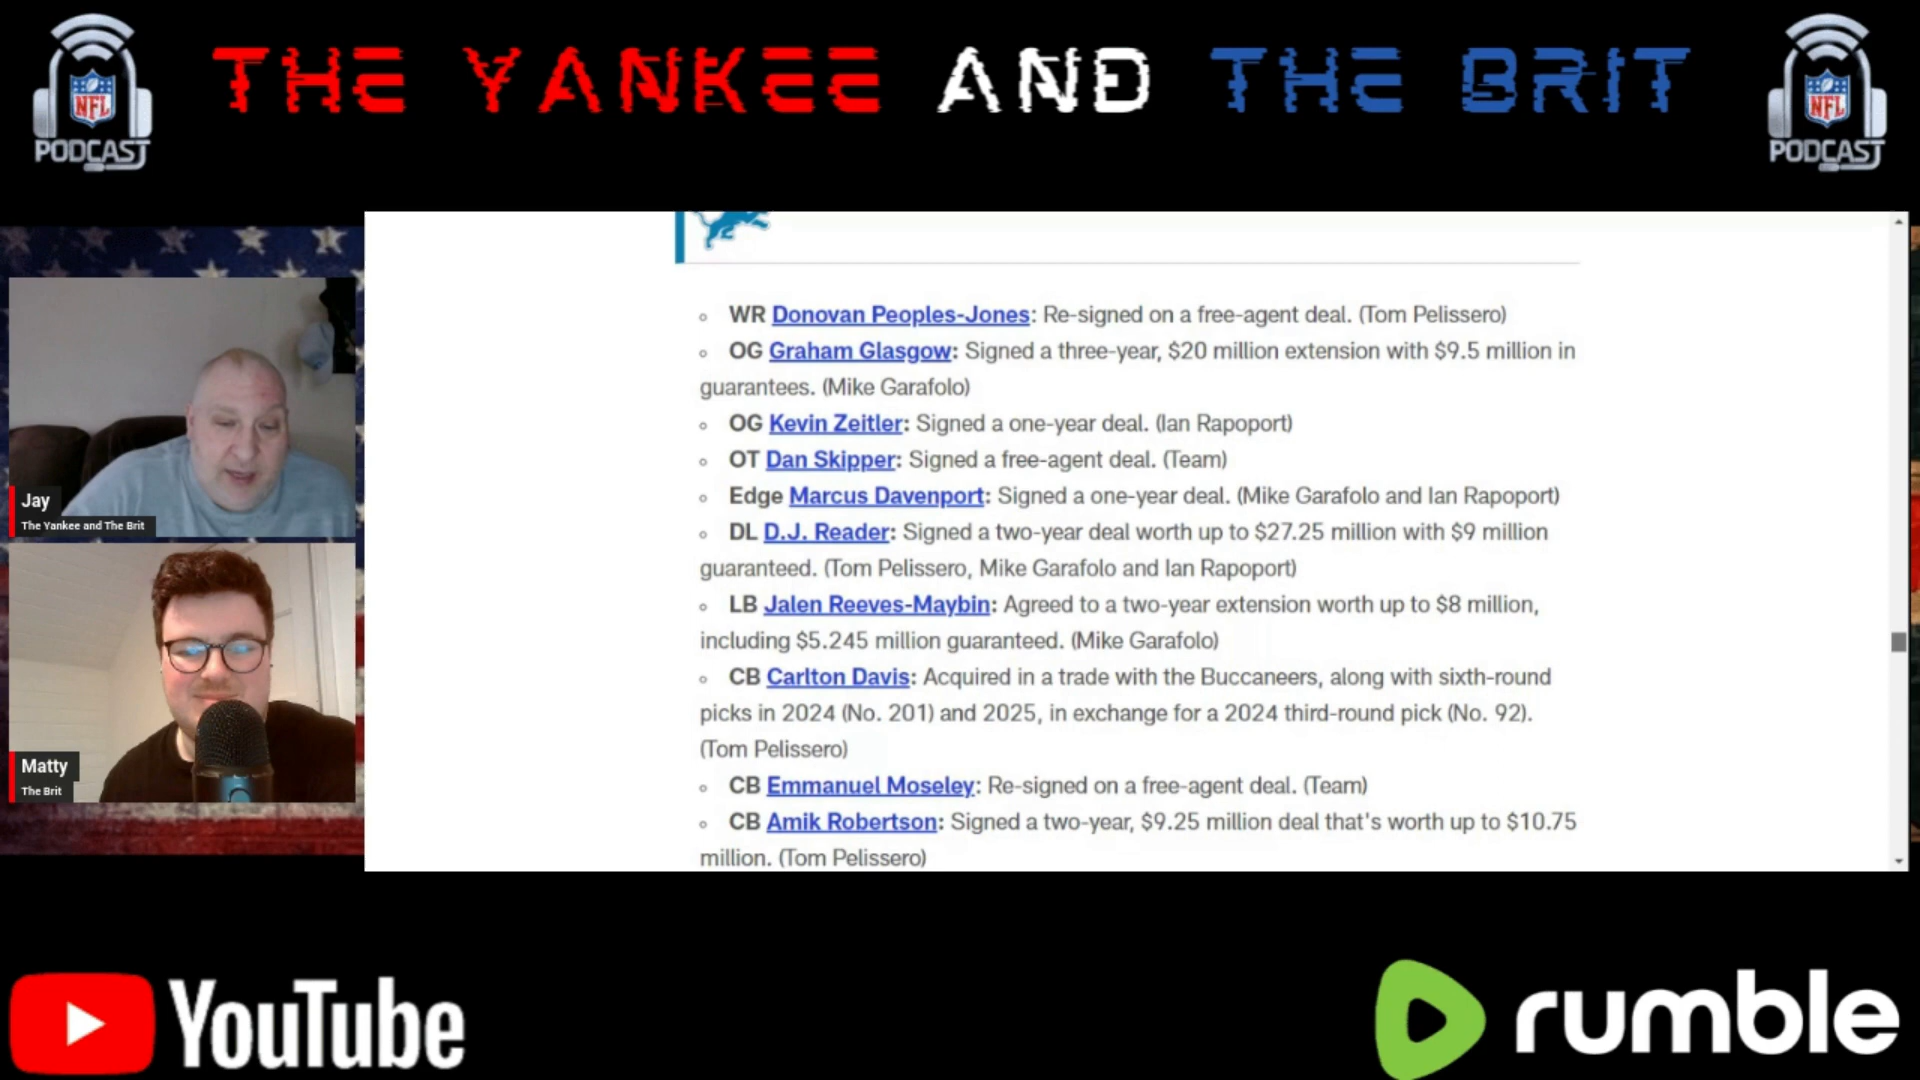 THE YANKEE AND THE BRIT
NFL
PODCAST
NFL
PODCAST
WR Donovan Peoples-Jones: Re-signed on a free-agent deal. (Tom Pelissero)
OG Graham Glasgow: Signed a three-year, $20 million extension with $9.5 million in
guarantees. (Mike Garafolo)
OG Kevin Zeitler: Signed a one-year deal. (Ian Rapoport)
OT Dan Skipper: Signed a free-agent deal. (Team)
Edge Marcus Davenport: Signed a one-year deal. (Mike Garafolo and Ian Rapoport)
DL D.J. Reader: Signed a two-year deal worth up to $27.25 million with $9 million
guaranteed. (Tom Pelissero, Mike Garafolo and Ian Rapoport)
LB Jalen Reeves-Maybin: Agreed to a two-year extension worth up to $8 million,
including $5.245 million guaranteed. (Mike Garafolo)
CB Carlton Davis: Acquired in a trade with the Buccaneers, along with sixth-round
picks in 2024 (No. 201) and 2025, in exchange for a 2024 third-round pick (No. 92).
(Tom Pelissero)
CB Emmanuel Moseley: Re-signed on a free-agent deal. (Team)
CB Amik Robertson: Signed a two-year, $9.25 million deal that's worth up to $10.75
million. (Tom Pelissero)
Jay
The Yankee and The Brit
Matty
The Brit
YouTube
rumble